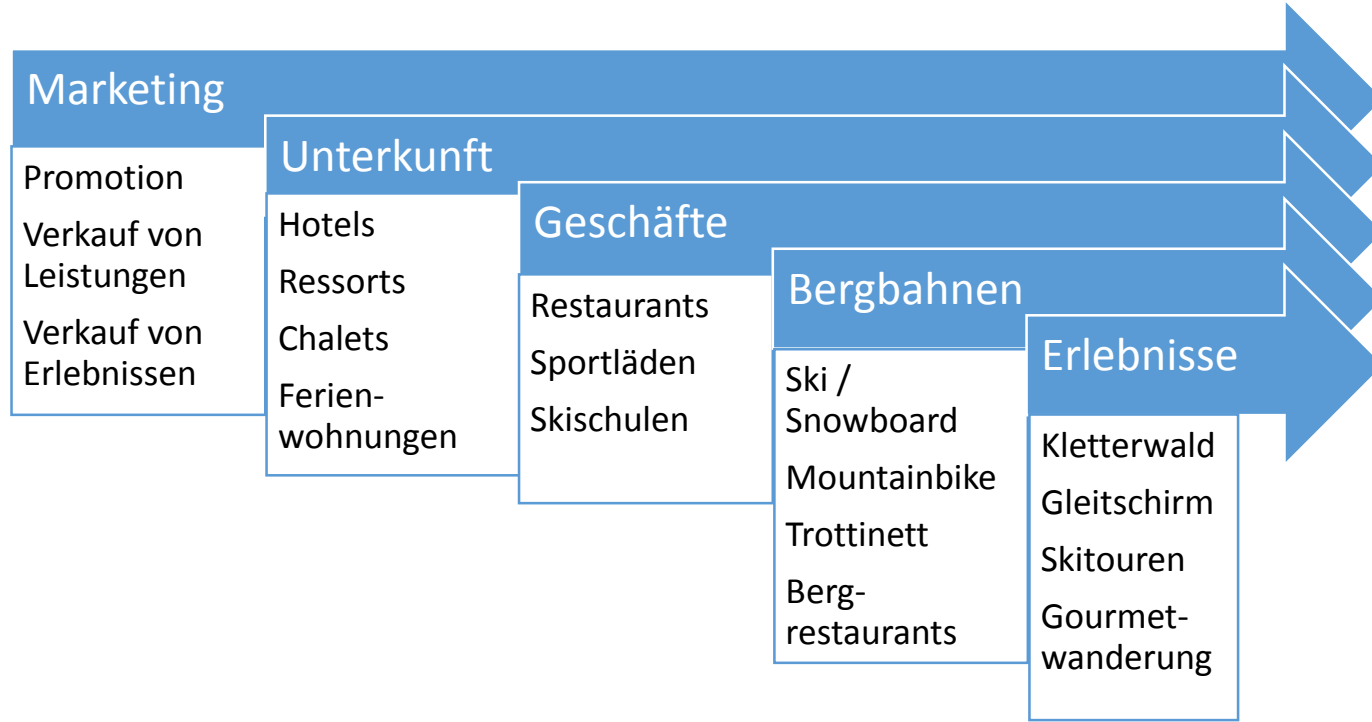 Marketing
Promotion
Verkauf von
Leistungen
Verkauf von
Erlebnissen
Unterkunft
Hotels
Ressorts
Chalets
Ferien-
wohnungen
Geschäfte
Restaurants
Sportläden
Skischulen
Bergbahnen
Ski /
Snowboard
Mountainbike
Trottinett
Berg-
restaurants
Erlebnisse
Kletterwald
Gleitschirm
Skitouren
Gourmet-
wanderung